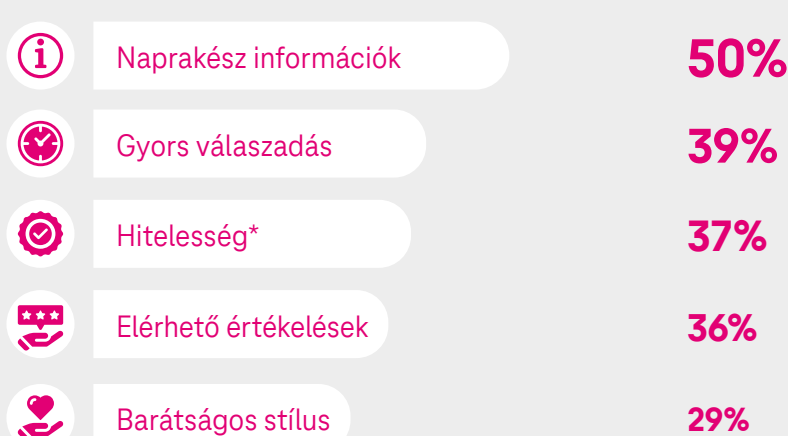 Naprakész információk 50%
Gyors válaszadás 39%
Hitelesség* 37%
Elérhető értékelések 36%
Barátságos stílus 29%